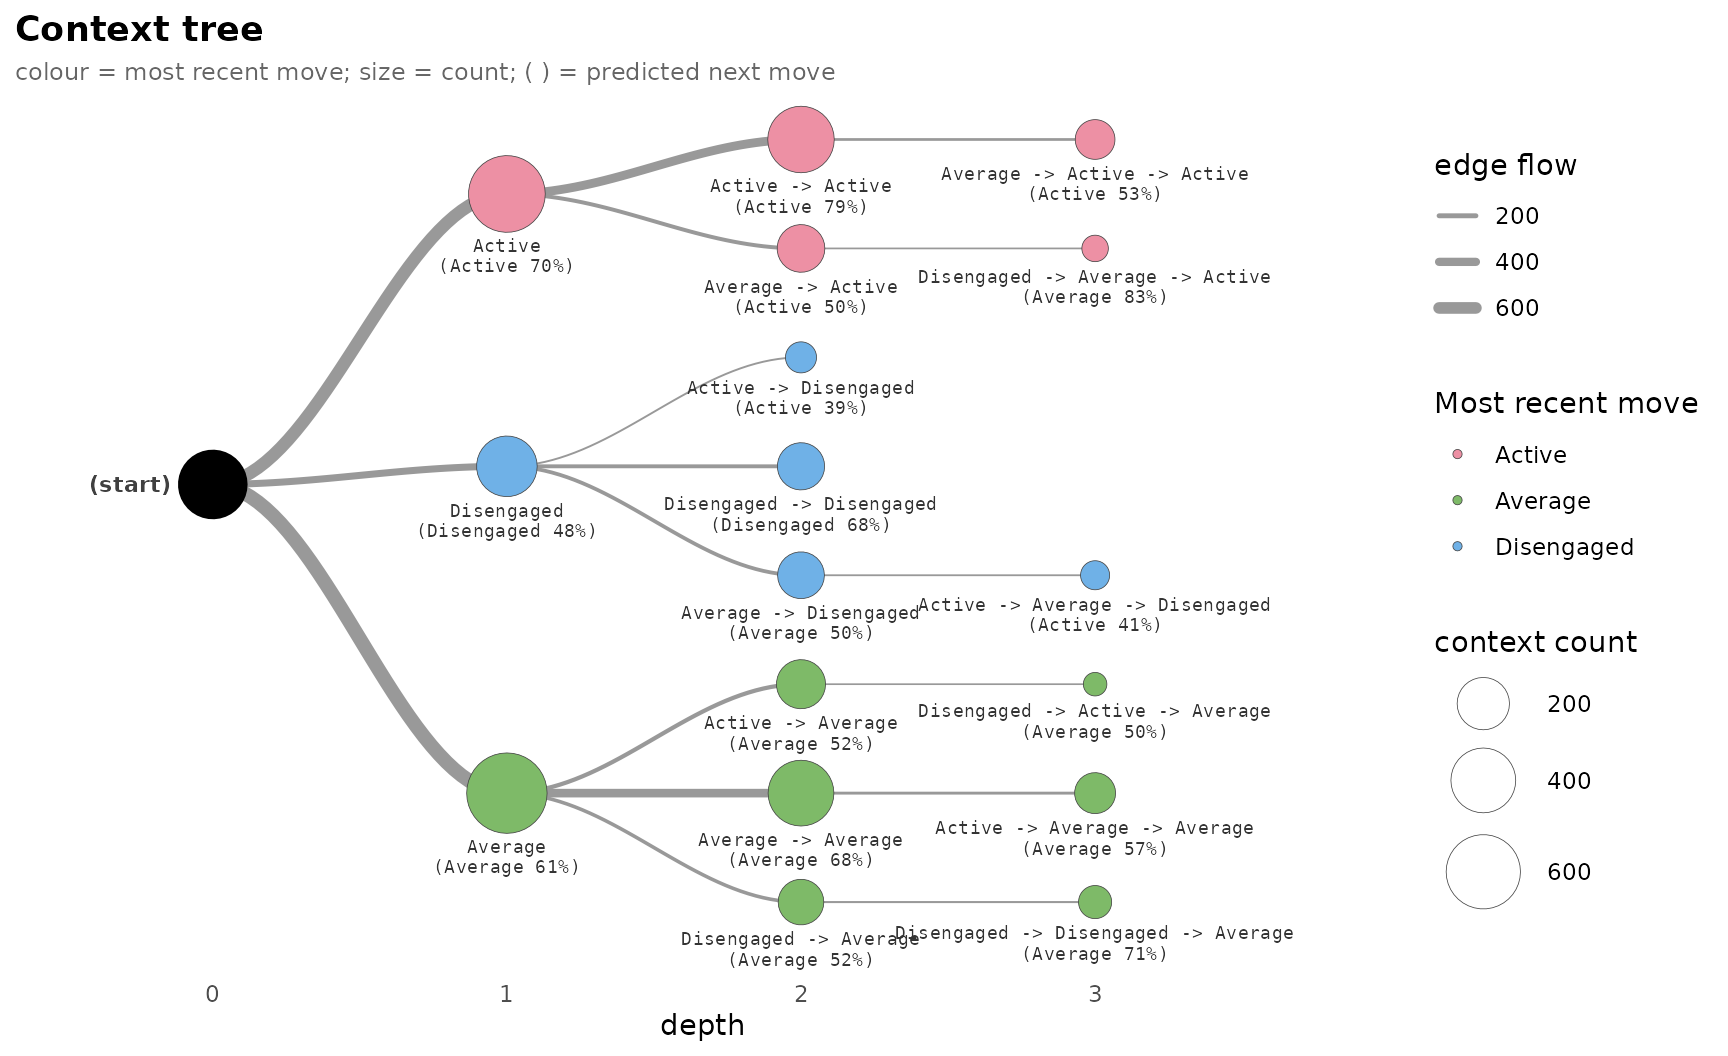 Context tree
colour = most recent move; size = count; ( ) = predicted next move
(start)
Active
(Active 70%)
Disengaged
(Disengaged 48%)
Average
(Average 61%)
Active -> Active
(Active 79%)
Average -> Active
(Active 50%)
Active -> Disengaged
(Active 39%)
Disengaged -> Disengaged
(Disengaged 68%)
Average -> Disengaged
(Average 50%)
Active -> Average
(Average 52%)
Average -> Average
(Average 68%)
Disengaged -> Average
(Average 52%)
Average -> Active -> Active
(Active 53%)
Disengaged -> Average -> Active
(Average 83%)
Active -> Average -> Disengaged
(Active 41%)
Disengaged -> Active -> Average
(Average 50%)
Active -> Average -> Average
(Average 57%)
Disengaged -> Disengaged -> Average
(Average 71%)
0
1
2
3
depth
edge flow
200
400
600
Most recent move
Active
Average
Disengaged
context count
200
400
600